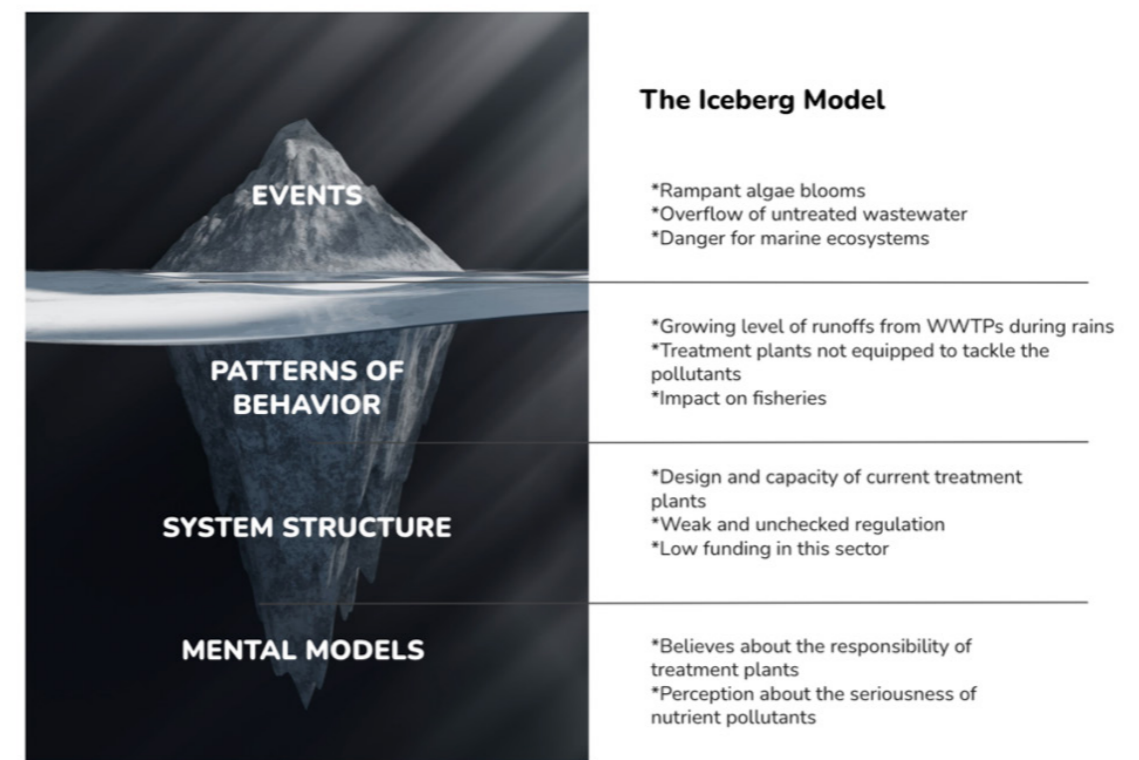 The Iceberg Model
EVENTS
*Rampant algae blooms
*Overflow of untreated wastewater
*Danger for marine ecosystems
PATTERNS OF
BEHAVIOR
*Growing level of runoffs from WWTPs during rains
*Treatment plants not equipped to tackle the
pollutants
*Impact on fisheries
SYSTEM STRUCTURE
*Design and capacity of current treatment
plants
*Weak and unchecked regulation
*Low funding in this sector
MENTAL MODELS
*Believes about the responsibility of
treatment plants
*Perception about the seriousness of
nutrient pollutants